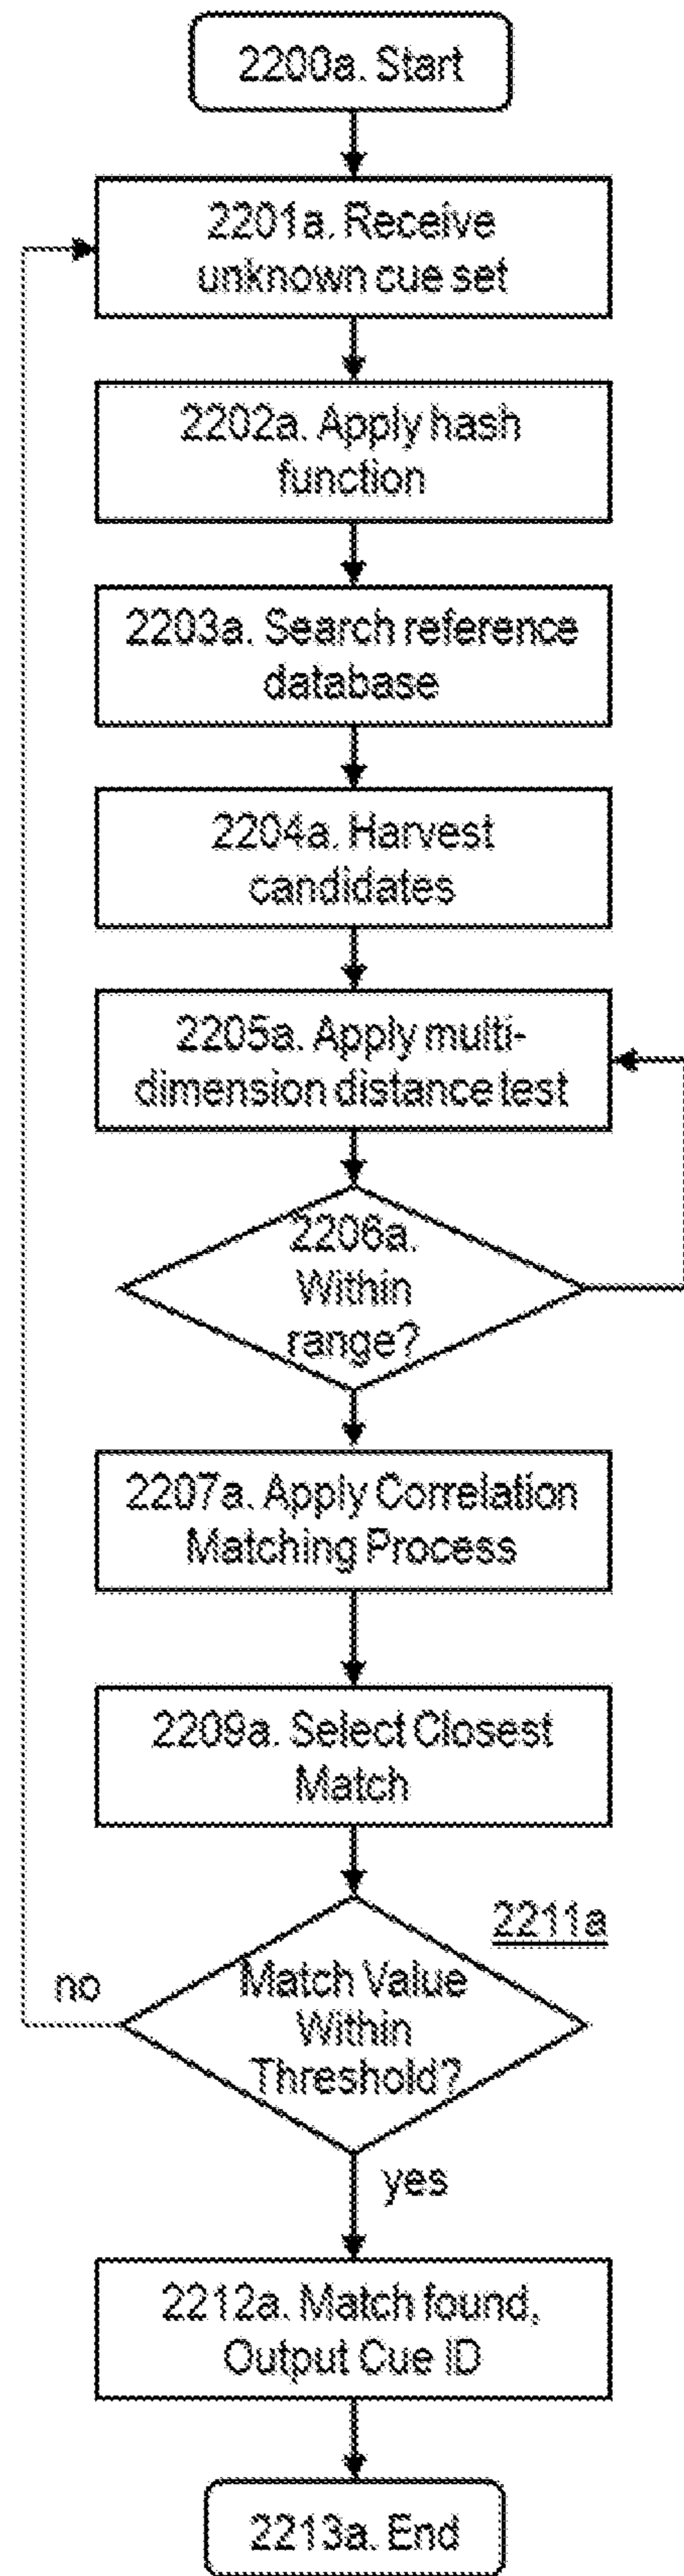 2200a. Start
2201a. Receive
unknown cue set
2202a. Apply hash
function
2203a. Search reference
database
2204a. Harvest
candidates
2205a. Apply multi-
dimension distance test
2206a.
Within
range?
2207a. Apply Correlation
Matching Process
2209a. Select Closest
Match
2211a
no
Match Value
Within
Threshold?
yes
2212a. Match found,
Output Cue ID
2213a. End